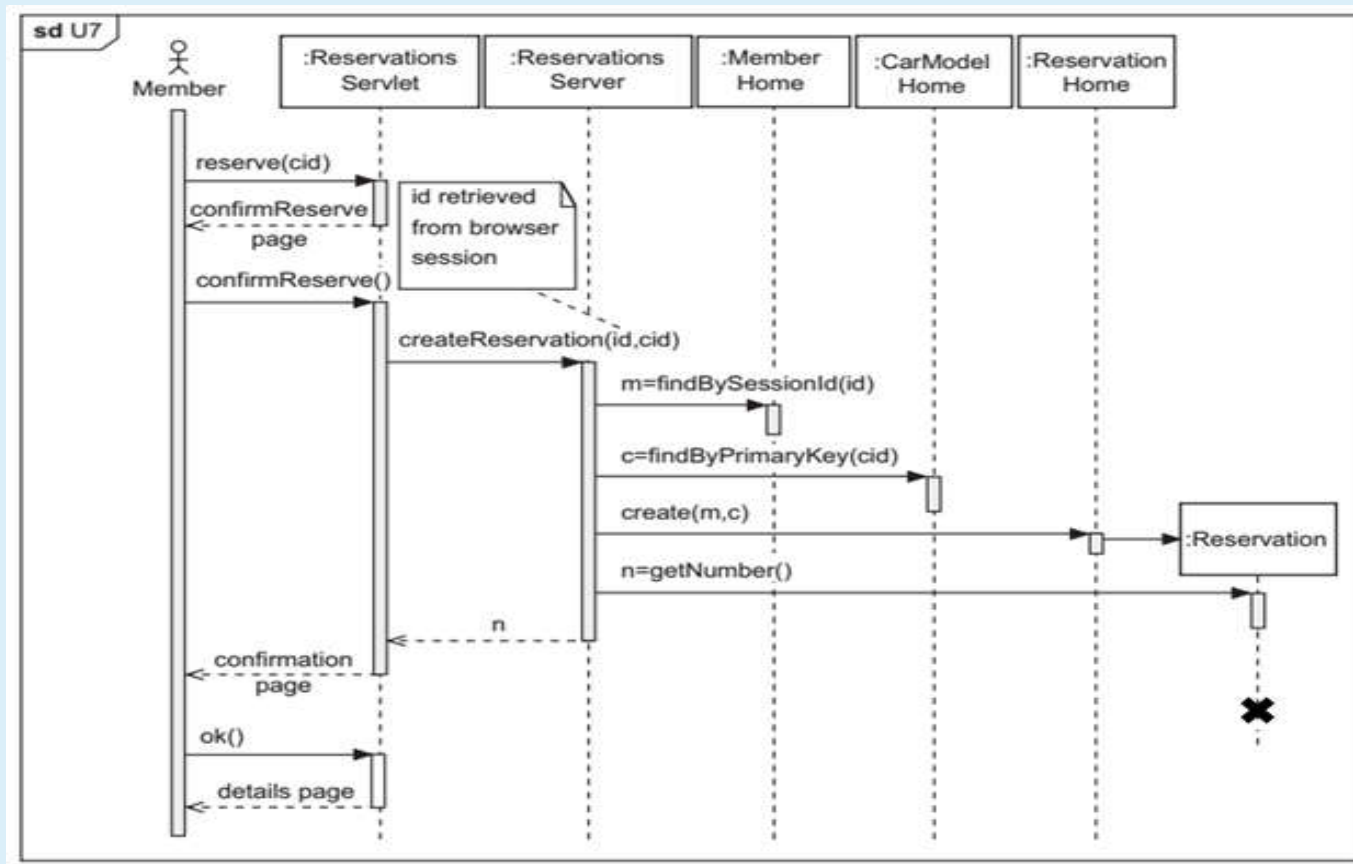 sd U7
Member
:Reservations
Servlet
:Reservations
Server
:Member
Home
:CarModel
Home
:Reservation
Home
reserve(cid)
confirmReserve
page
id retrieved
from browser
session
confirmReserve()
createReservation(id,cid)
m=findBySessionId(id)
c=findByPrimaryKey(cid)
create(m,c)
:Reservation
n=getNumber()
n
confirmation
page
ok()
details page